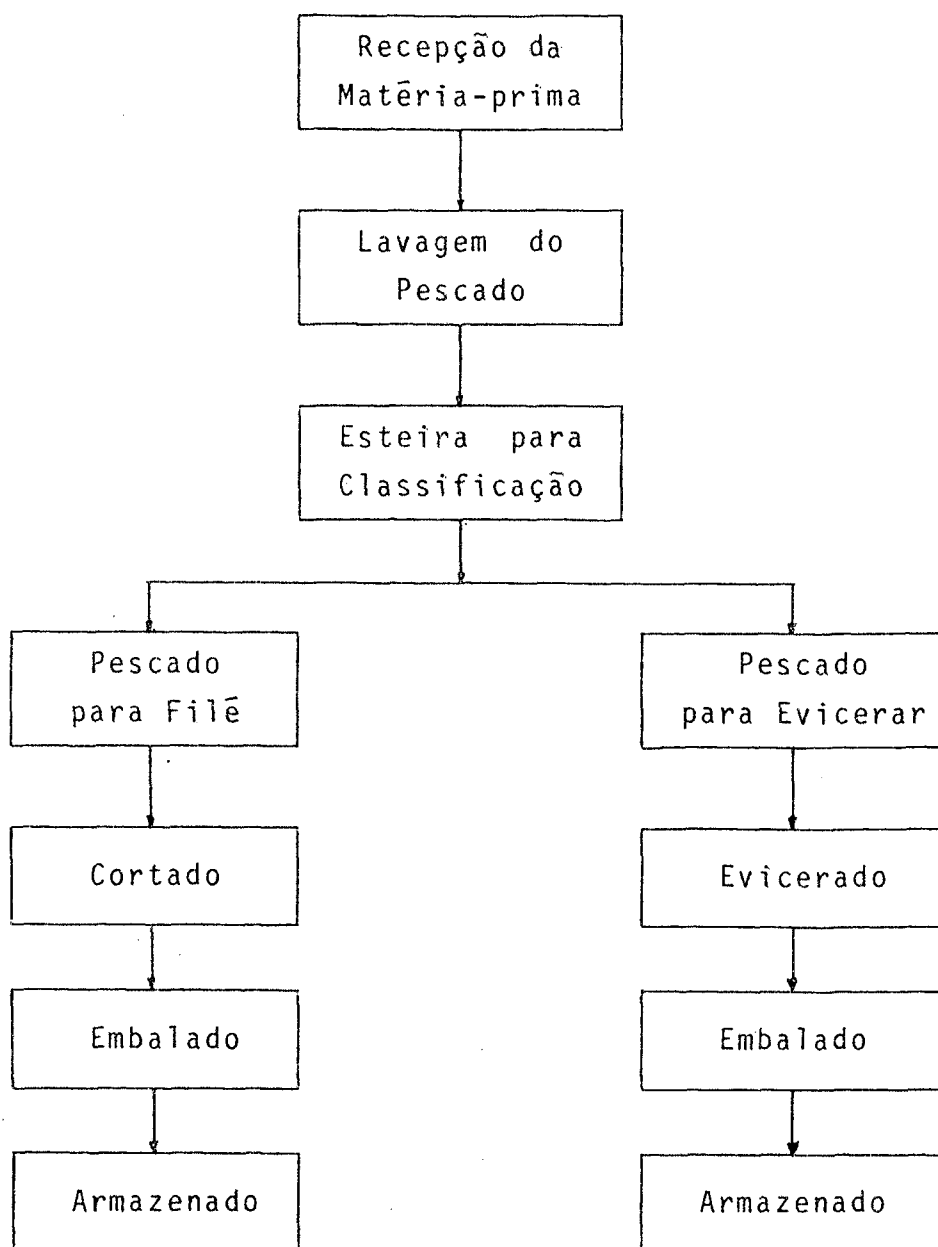 Recepção da
Matéria-prima
Lavagem do
Pescado
Esteira para
Classificação
Pescado
para Filé
Pescado
para Evicerar
Cortado
Evicerado
Embalado
Embalado
Armazenado
Armazenado